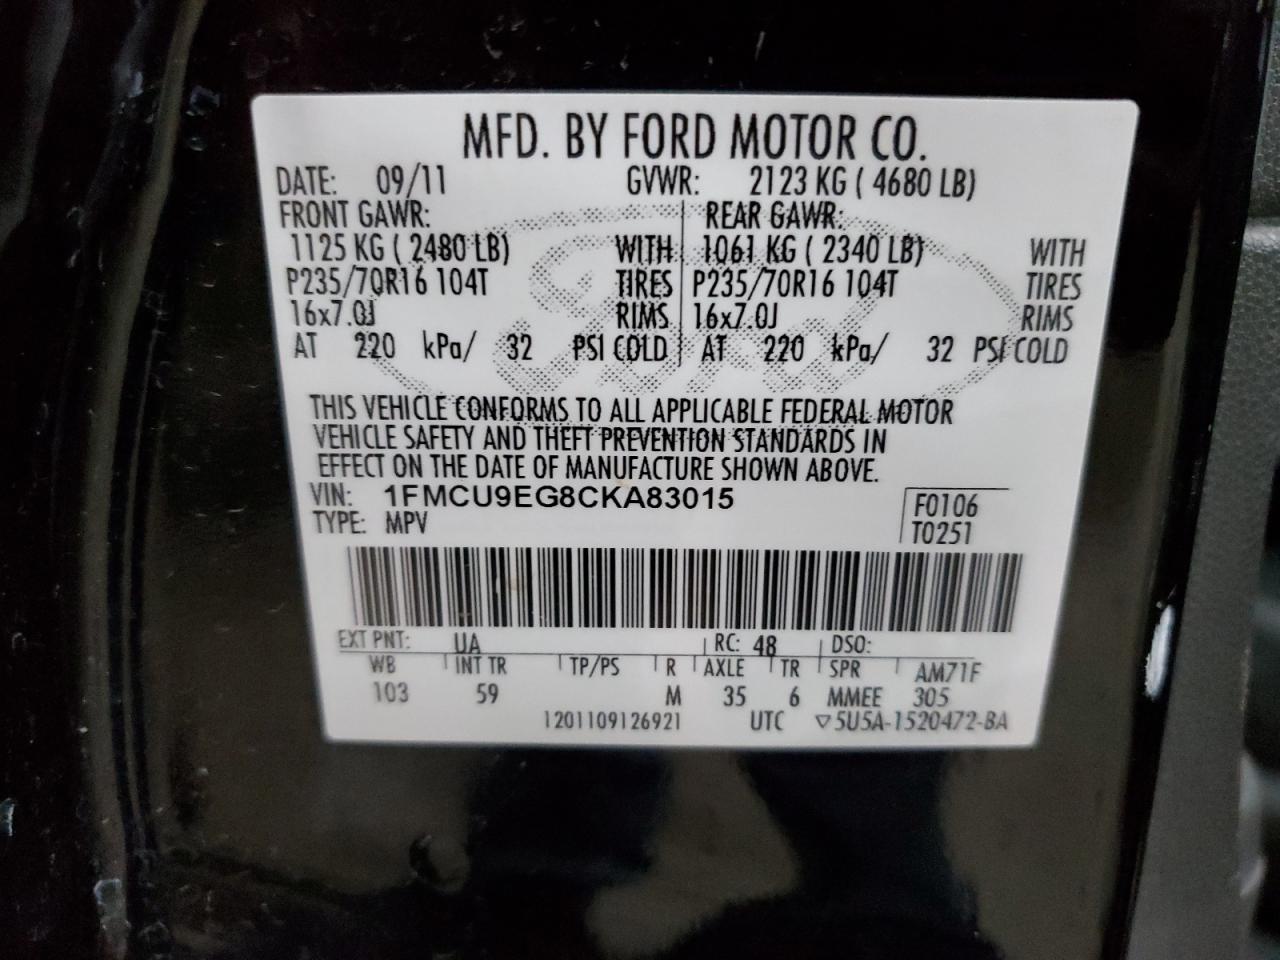 MFD. BY FORD MOTOR CO.
DATE: 09/11 GVWR: 2123 KG ( 4680 LB)
FRONT GAWR: REAR GAWR:
1125 KG ( 2480 LB) WITH 1061 KG ( 2340 LB) WITH
P235/70R16 104T TIRES P235/70R16 104T TIRES
16x7.0J RIMS 16x7.0J RIMS
AT 220 kPa/ 32 PSI COLD AT 220 kPa/ 32 PSI COLD
Ford
THIS VEHICLE CONFORMS TO ALL APPLICABLE FEDERAL MOTOR
VEHICLE SAFETY AND THEFT PREVENTION STANDARDS IN
EFFECT ON THE DATE OF MANUFACTURE SHOWN ABOVE.
VIN: 1FMCU9EG8CKA83015 F0106
TYPE: MPV T0251
EXT PNT: UA RC: 48 DSO:
WB INT TR TP/PS R AXLE TR SPR AM71F
103 59 M 35 6 MMEE 305
1201109126921 UTC ▽5U5A-1520472-BA